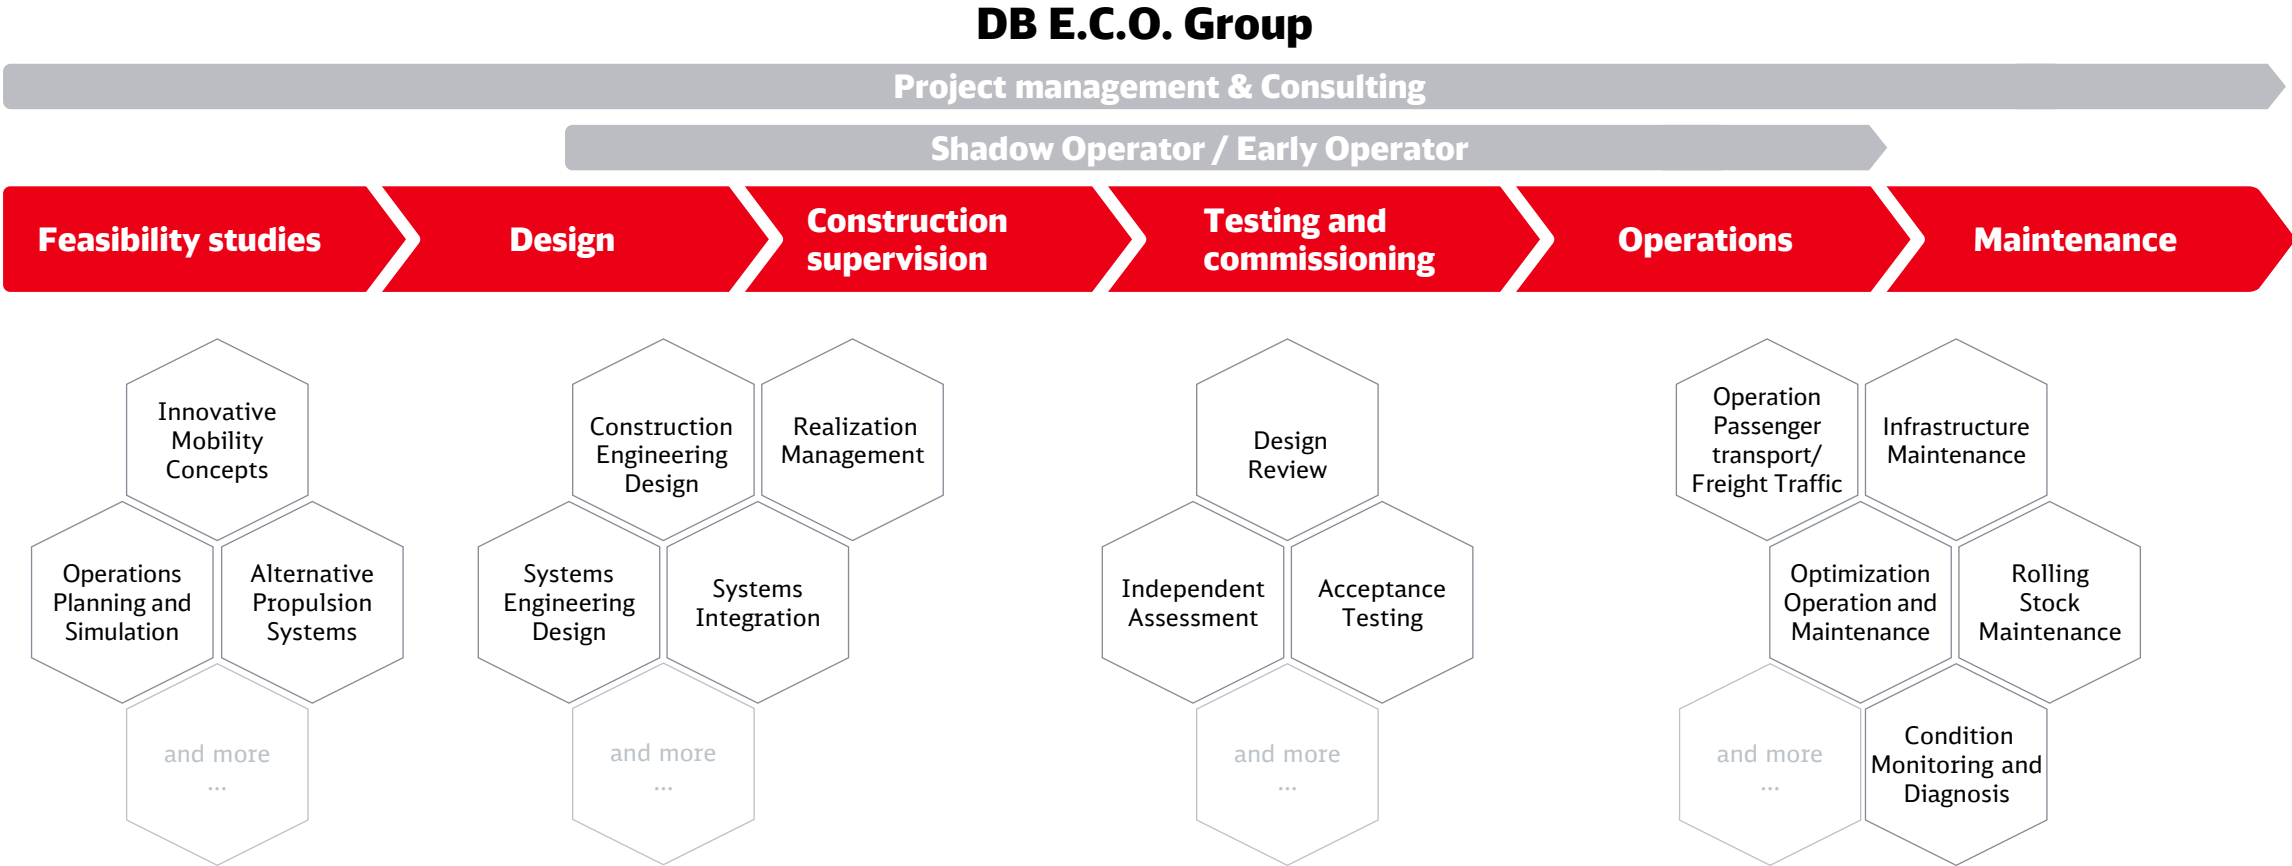 DB E.C.O. Group
Project management & Consulting
Shadow Operator / Early Operator
Feasibility studies
Design
Construction
supervision
Testing and
commissioning
Operations
Maintenance
Innovative
Mobility
Concepts
Operations
Planning and
Simulation
Alternative
Propulsion
Systems
and more
...
Construction
Engineering
Design
Realization
Management
Systems
Engineering
Design
Systems
Integration
and more
...
Design
Review
Independent
Assessment
Acceptance
Testing
and more
...
Operation
Passenger
transport/
Freight Traffic
Infrastructure
Maintenance
Optimization
Operation and
Maintenance
Rolling
Stock
Maintenance
and more
...
Condition
Monitoring and
Diagnosis